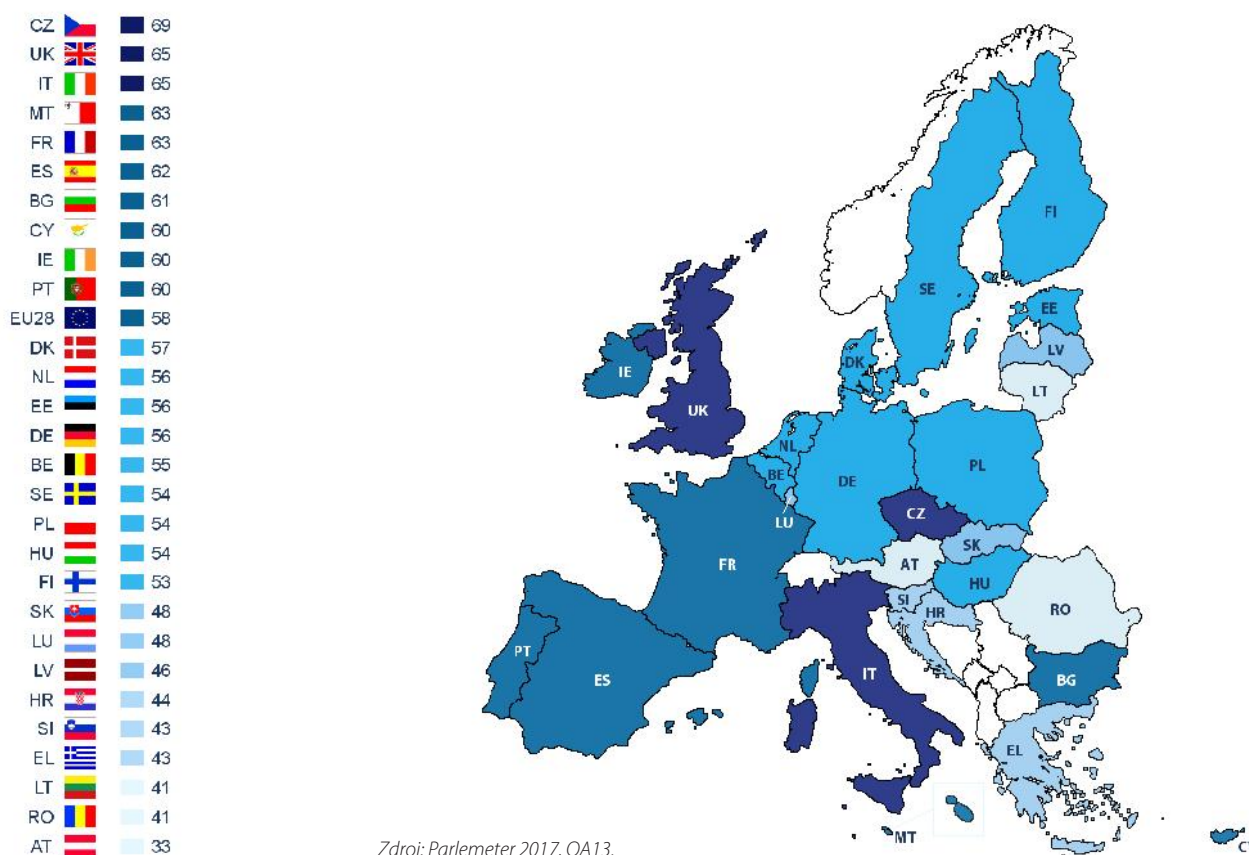 CZ 69
UK 65
IT 65
MT 63
FR 63
ES 62
BG 61
CY 60
IE 60
PT 60
EU28 58
DK 57
NL 56
EE 56
DE 56
BE 55
SE 54
PL 54
HU 54
FI 53
SK 48
LU 48
LV 46
HR 44
SI 43
EL 43
LT 41
RO 41
AT 33
FI
SE
EE
LV
DK
LT
IE
UK
NL
PL
BE
DE
LU
CZ
SK
FR
AT
HU
SI
HR
RO
PT
ES
IT
BG
EL
MT
C
Zdroj: Parlemeter 2017, QA13.